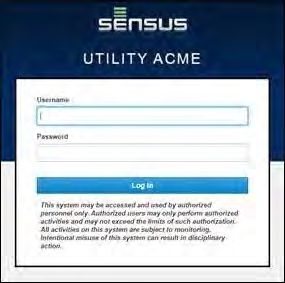 SENSUS
UTILITY ACME
Username
Password
Log In
This system may be accessed and used by authorized
personnel only. Authorized users may only perform authorized
activities and may not exceed the limits of such authorization.
All activities on this system are subject to monitoring.
Intentional misuse of this system can result in disciplinary
action.